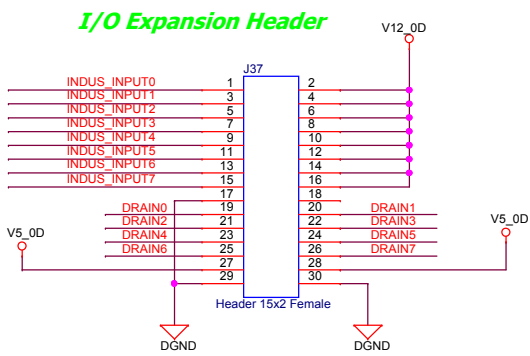 I/O Expansion Header
V12_0D
J37
INDUS_INPUT0 1 2
INDUS_INPUT1 3 4
INDUS_INPUT2 5 6
INDUS_INPUT3 7 8
INDUS_INPUT4 9 10
INDUS_INPUT5 11 12
INDUS_INPUT6 13 14
INDUS_INPUT7 15 16
17 18
DRAIN0 19 20 DRAIN1
DRAIN2 21 22 DRAIN3
V5_0D DRAIN4 23 24 DRAIN5 V5_0D
DRAIN6 25 26 DRAIN7
27 28
29 30
Header 15x2 Female
DGND DGND